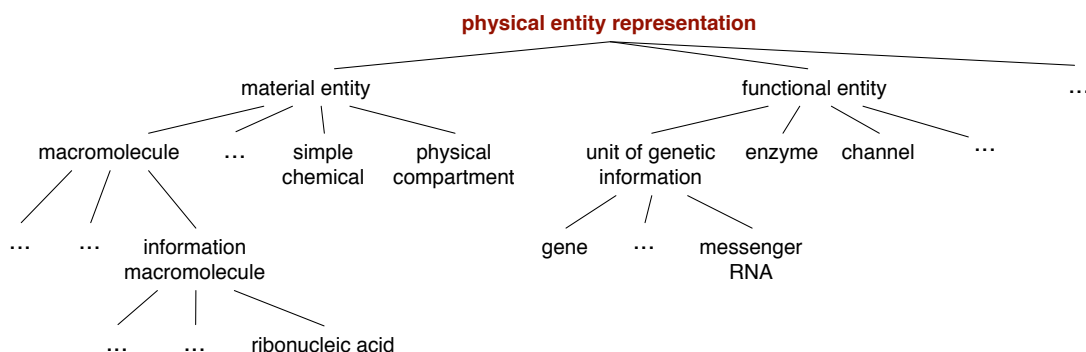 physical entity representation
material entity
functional entity
...
macromolecule
...
simple
chemical
physical
compartment
unit of genetic
information
enzyme
channel
...
...
...
information
macromolecule
gene
...
messenger
RNA
...
...
ribonucleic acid